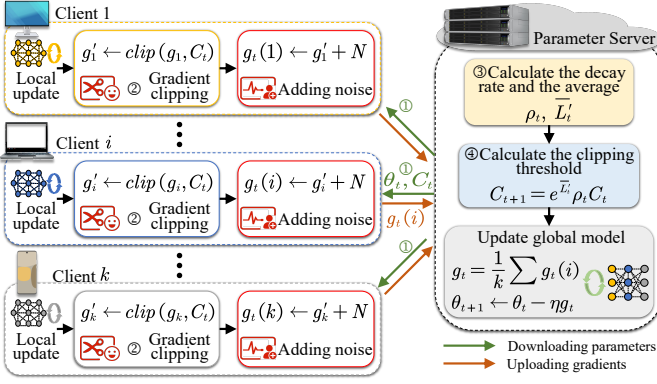 Client 1
Local
update
g'_1 ← clip (g_1, C_t)
② Gradient
clipping
g_t(1) ← g'_1 + N
Adding noise
Client i
Local
update
g'_i ← clip (g_i, C_t)
② Gradient
clipping
g_t(i) ← g'_i + N
Adding noise
Client k
Local
update
g'_k ← clip (g_k, C_t)
② Gradient
clipping
g_t(k) ← g'_k + N
Adding noise
①
①
θ_t, C_t
g_t(i)
①
Parameter Server
③Calculate the decay
rate and the average
ρ_t, \overline{L}'_t
④Calculate the clipping
threshold
C_{t+1} = e^{\overline{L}'_t} ρ_t C_t
Update global model
g_t = \frac{1}{k} ∑ g_t(i)
θ_{t+1} ← θ_t − ηg_t
Downloading parameters
Uploading gradients